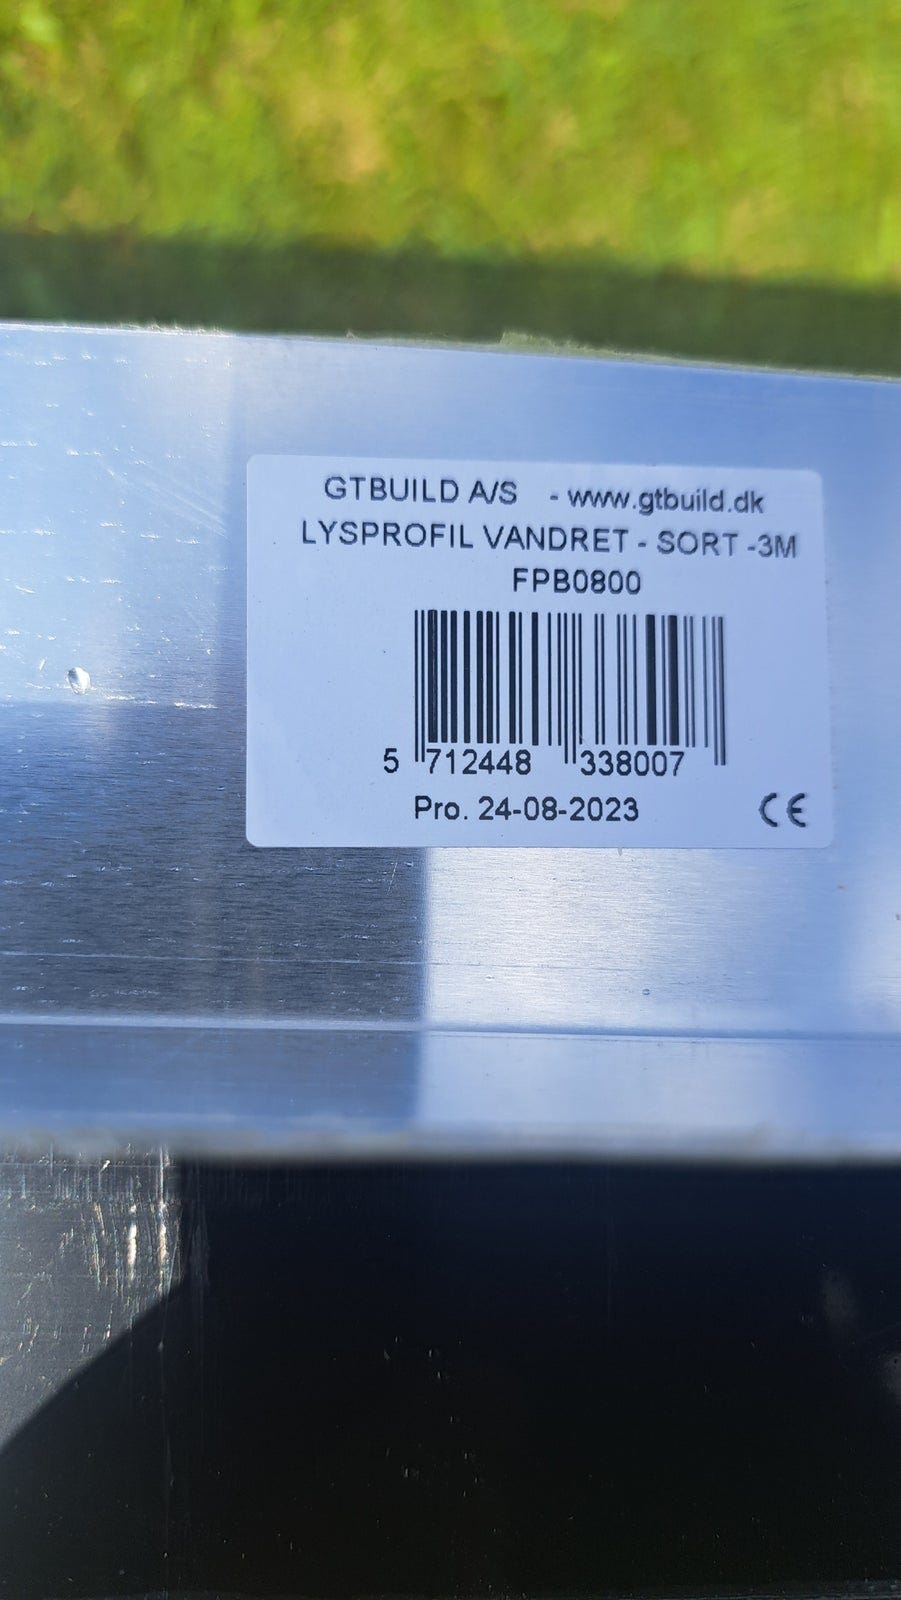 GTBUILD A/S - www.gtbuild.dk
LYSPROFIL VANDRET - SORT -3M
FPB0800
5 712448 338007
Pro. 24-08-2023 CE